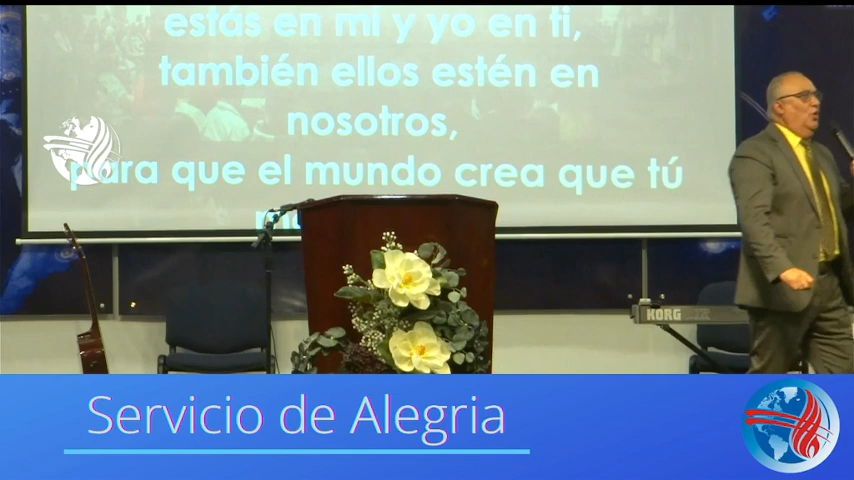 estás en mí y yo en ti,
también ellos estén en
nosotros,
para que el mundo crea que tú
KORG
Servicio de Alegria